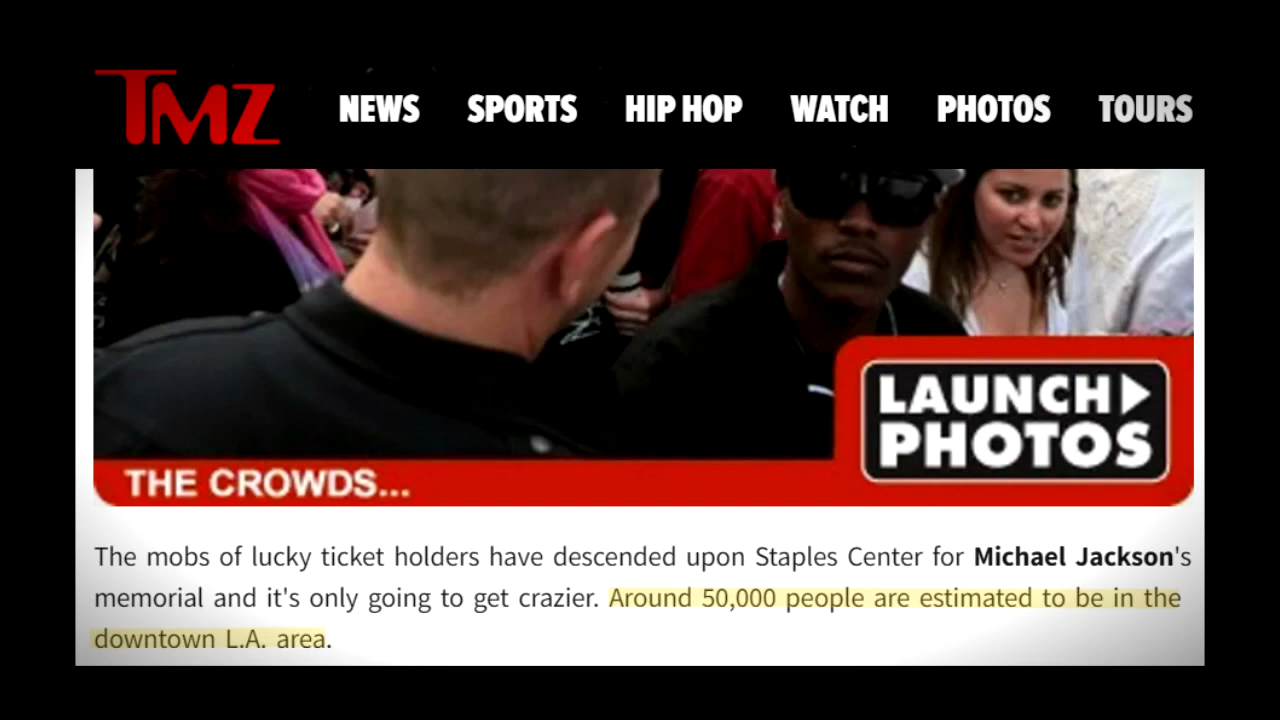 TMZ NEWS SPORTS HIP HOP WATCH PHOTOS TOURS
LAUNCH
PHOTOS
THE CROWDS...
The mobs of lucky ticket holders have descended upon Staples Center for Michael Jackson's
memorial and it's only going to get crazier. Around 50,000 people are estimated to be in the
downtown L.A. area.